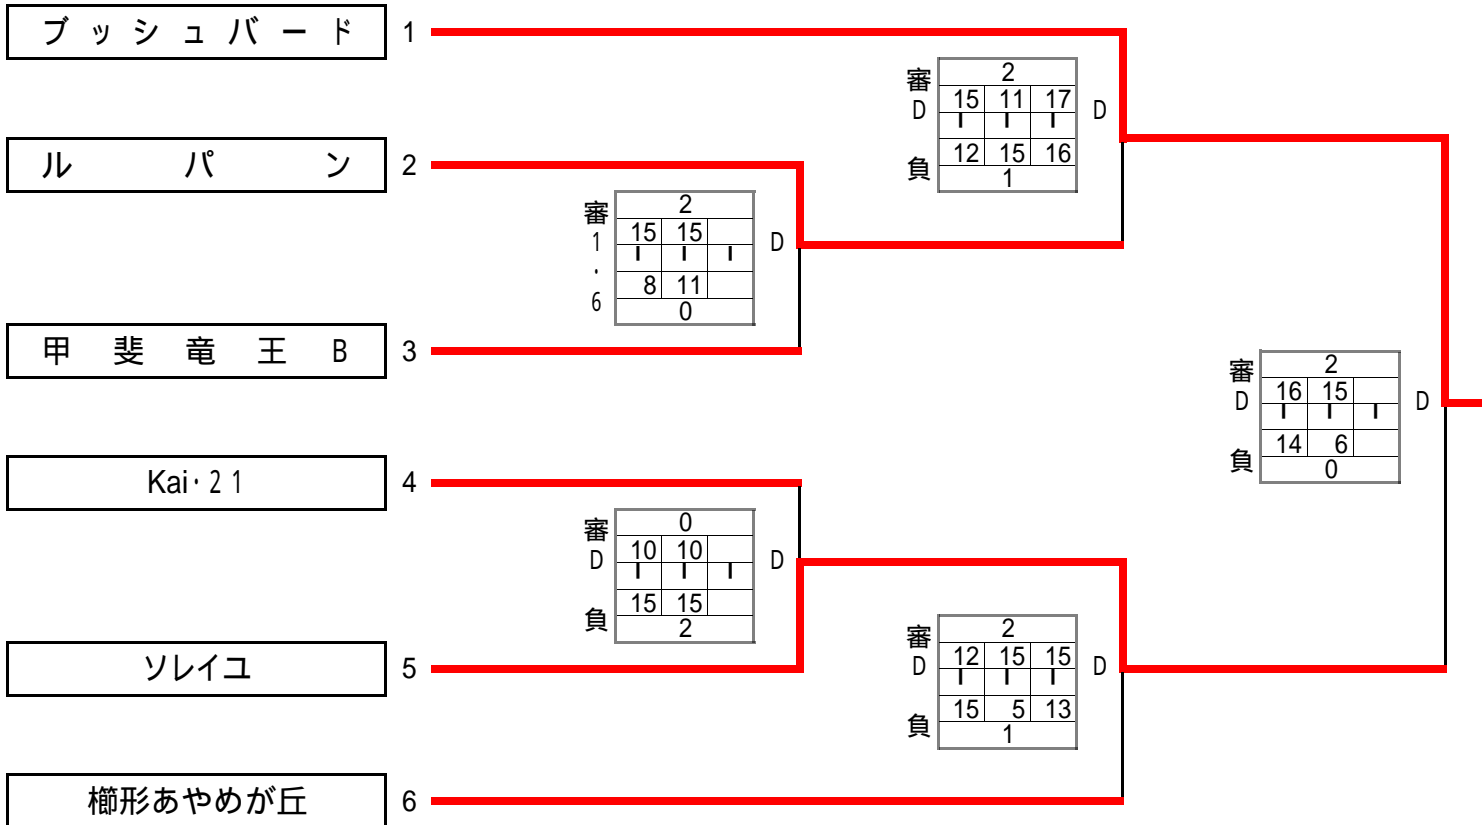 ブッシュバード 1
審 2
D 15 11 17 D
12 15 16
負 1
ルパン 2
審 2
1 15 15 D
・
6 8 11
0
甲斐竜王B 3
審 2
D 16 15 D
14 6
負 0
Kai・21 4
審 0
D 10 10 D
15 15
負 2
ソレイユ 5
審 2
D 12 15 15 D
15 5 13
負 1
櫛形あやめが丘 6